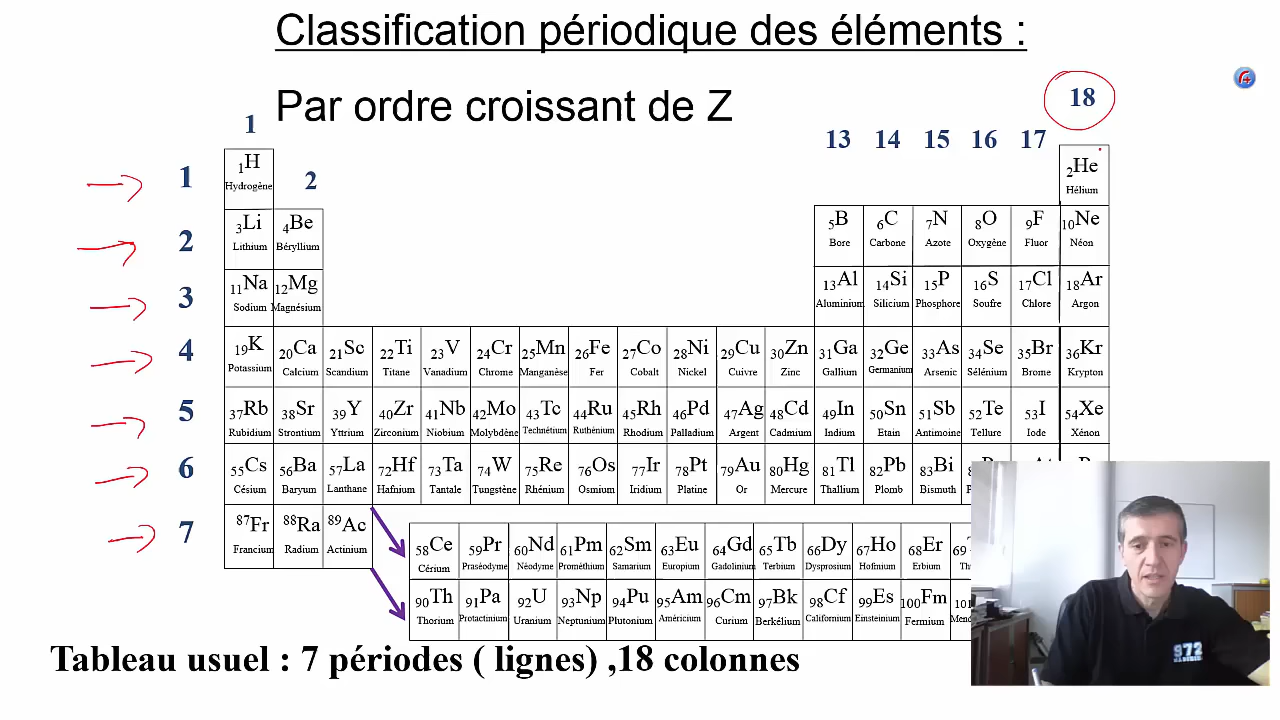 Classification périodique des éléments :
Par ordre croissant de Z
18
1
13 14 15 16 17
1 1H 2He
Hydrogène 2 Hélium
2 3Li 4Be 5B 6C 7N 8O 9F 10Ne
Lithium Béryllium Bore Carbone Azote Oxygène Fluor Néon
3 11Na 12Mg 13Al 14Si 15P 16S 17Cl 18Ar
Sodium Magnésium Aluminium Silicium Phosphore Soufre Chlore Argon
4 19K 20Ca 21Sc 22Ti 23V 24Cr 25Mn 26Fe 27Co 28Ni 29Cu 30Zn 31Ga 32Ge 33As 34Se 35Br 36Kr
Potassium Calcium Scandium Titane Vanadium Chrome Manganèse Fer Cobalt Nickel Cuivre Zinc Gallium Germanium Arsenic Sélénium Brome Krypton
5 37Rb 38Sr 39Y 40Zr 41Nb 42Mo 43Tc 44Ru 45Rh 46Pd 47Ag 48Cd 49In 50Sn 51Sb 52Te 53I 54Xe
Rubidium Strontium Yttrium Zirconium Niobium Molybdène Technétium Ruthénium Rhodium Palladium Argent Cadmium Indium Etain Antimoine Tellure Iode Xénon
6 55Cs 56Ba 57La 72Hf 73Ta 74W 75Re 76Os 77Ir 78Pt 79Au 80Hg 81Tl 82Pb 83Bi
Césium Baryum Lanthane Hafnium Tantale Tungstène Rhénium Osmium Iridium Platine Or Mercure Thallium Plomb Bismuth
7 87Fr 88Ra 89Ac
Francium Radium Actinium
58Ce 59Pr 60Nd 61Pm 62Sm 63Eu 64Gd 65Tb 66Dy 67Ho 68Er 69
Cérium Praséodyme Néodyme Prométhium Samarium Europium Gadolinium Terbium Dysprosium Hofmium Erbium
90Th 91Pa 92U 93Np 94Pu 95Am 96Cm 97Bk 98Cf 99Es 100Fm 101
Thorium Protactinium Uranium Neptunium Plutonium Américium Curium Berkélium Californium Einsteinium Fermium
Tableau usuel : 7 périodes ( lignes) ,18 colonnes
972